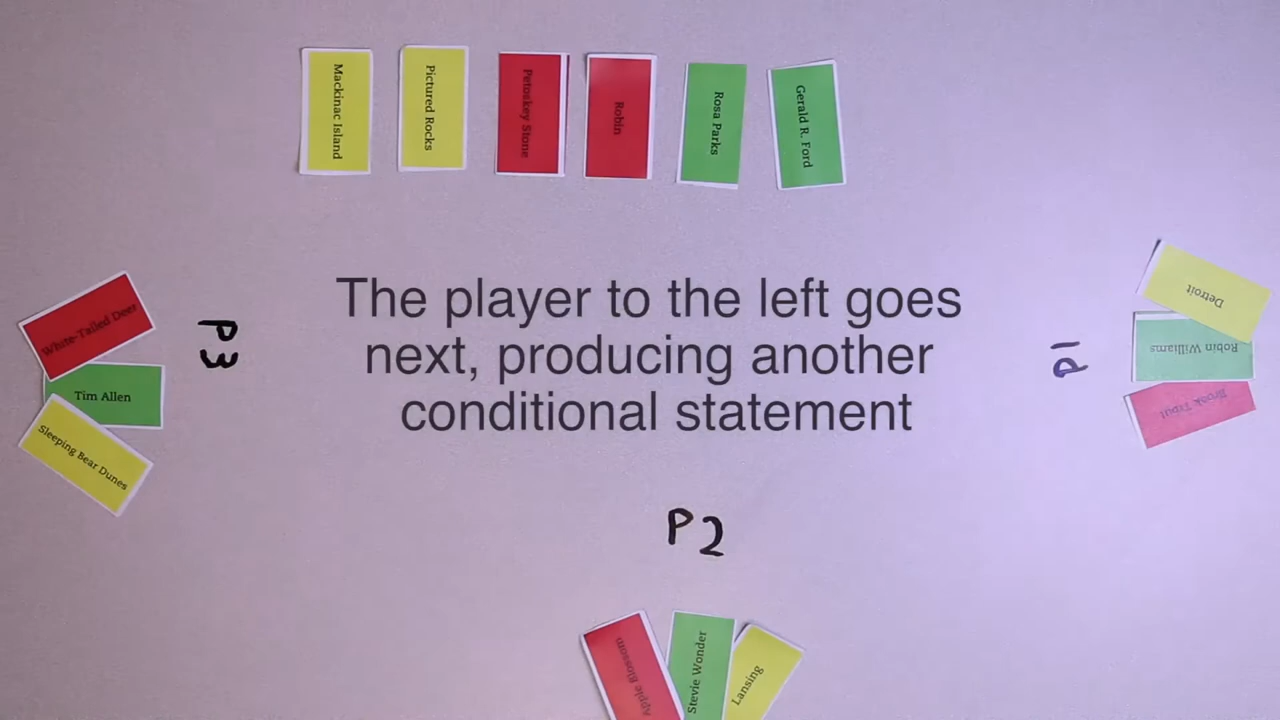 Mackinac Island
Pictured Rocks
Petoskey Stone
Robin
Rosa Parks
Gerald R. Ford
The player to the left goes
next, producing another
conditional statement
White-Tailed Deer
Tim Allen
Sleeping Bear Dunes
P3
Detroit
Robin Williams
Brook Trout
P1
P2
Apple Blossom
Stevie Wonder
Lansing